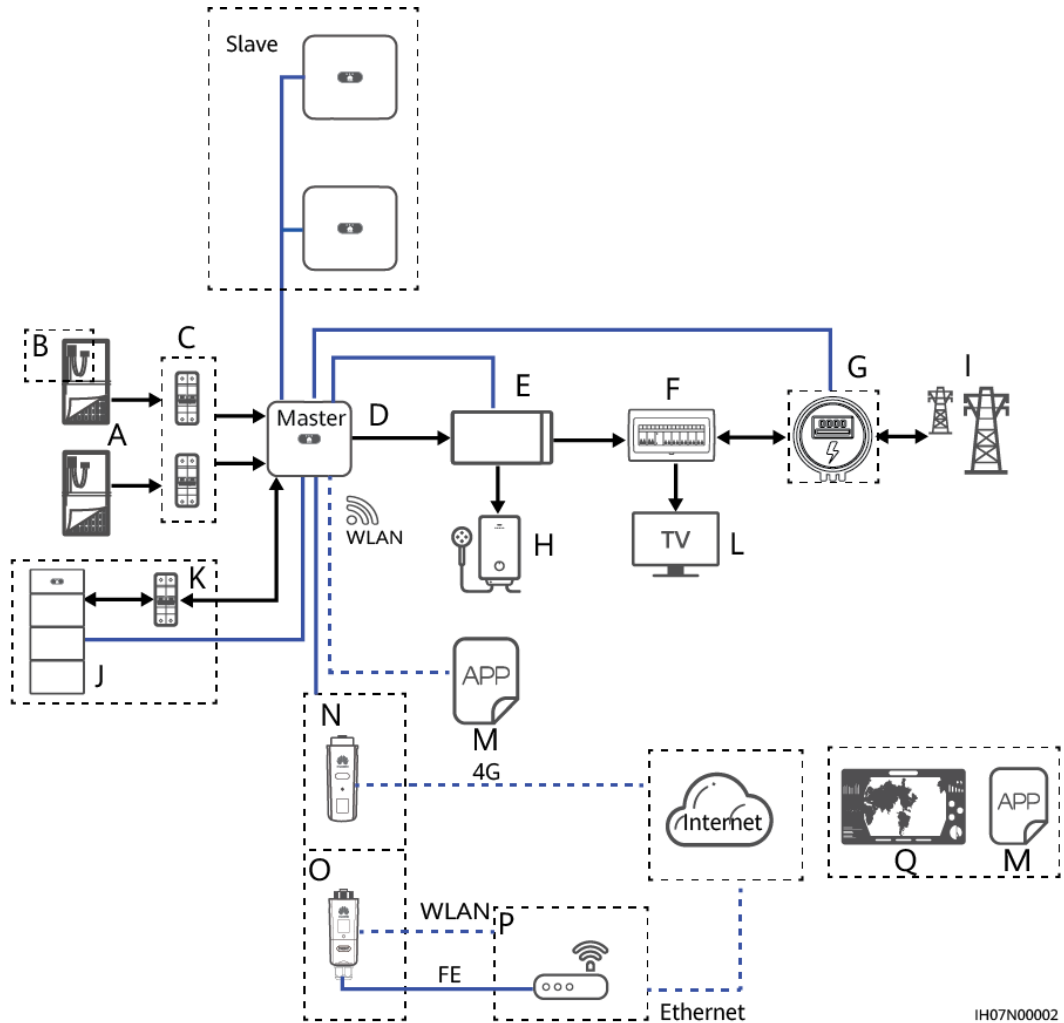 Slave
B
C
A
Master
D
E
F
G
I
WLAN
H
TV
L
K
J
APP
M
4G
N
Internet
APP
Q
M
O
WLAN
P
FE
Ethernet
IH07N00002